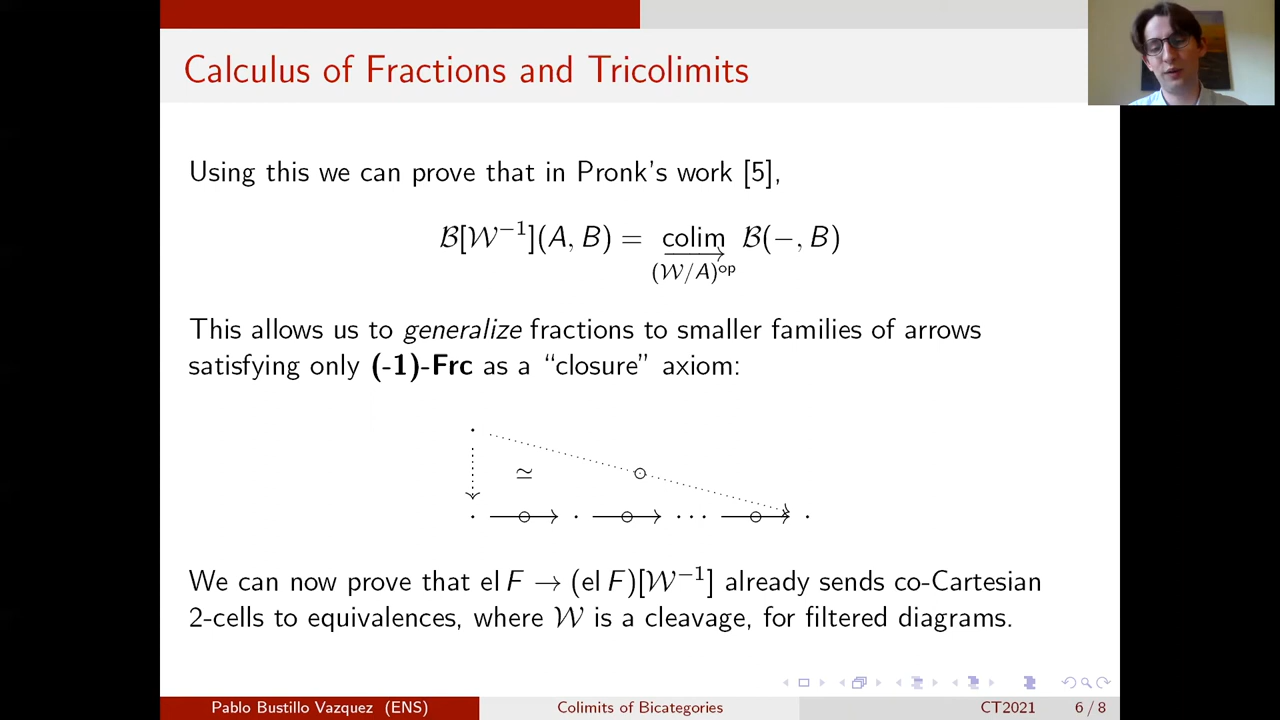 Calculus of Fractions and Tricolimits
Using this we can prove that in Pronk's work [5],
ℬ[𝒲⁻¹](A, B) = colim ℬ(−, B)
(𝒲/A)ᵒᵖ
This allows us to generalize fractions to smaller families of arrows
satisfying only (-1)-Frc as a “closure” axiom:
≃
· · ·
We can now prove that el F → (el F)[𝒲⁻¹] already sends co-Cartesian
2-cells to equivalences, where 𝒲 is a cleavage, for filtered diagrams.
Pablo Bustillo Vazquez (ENS) Colimits of Bicategories CT2021 6 / 8